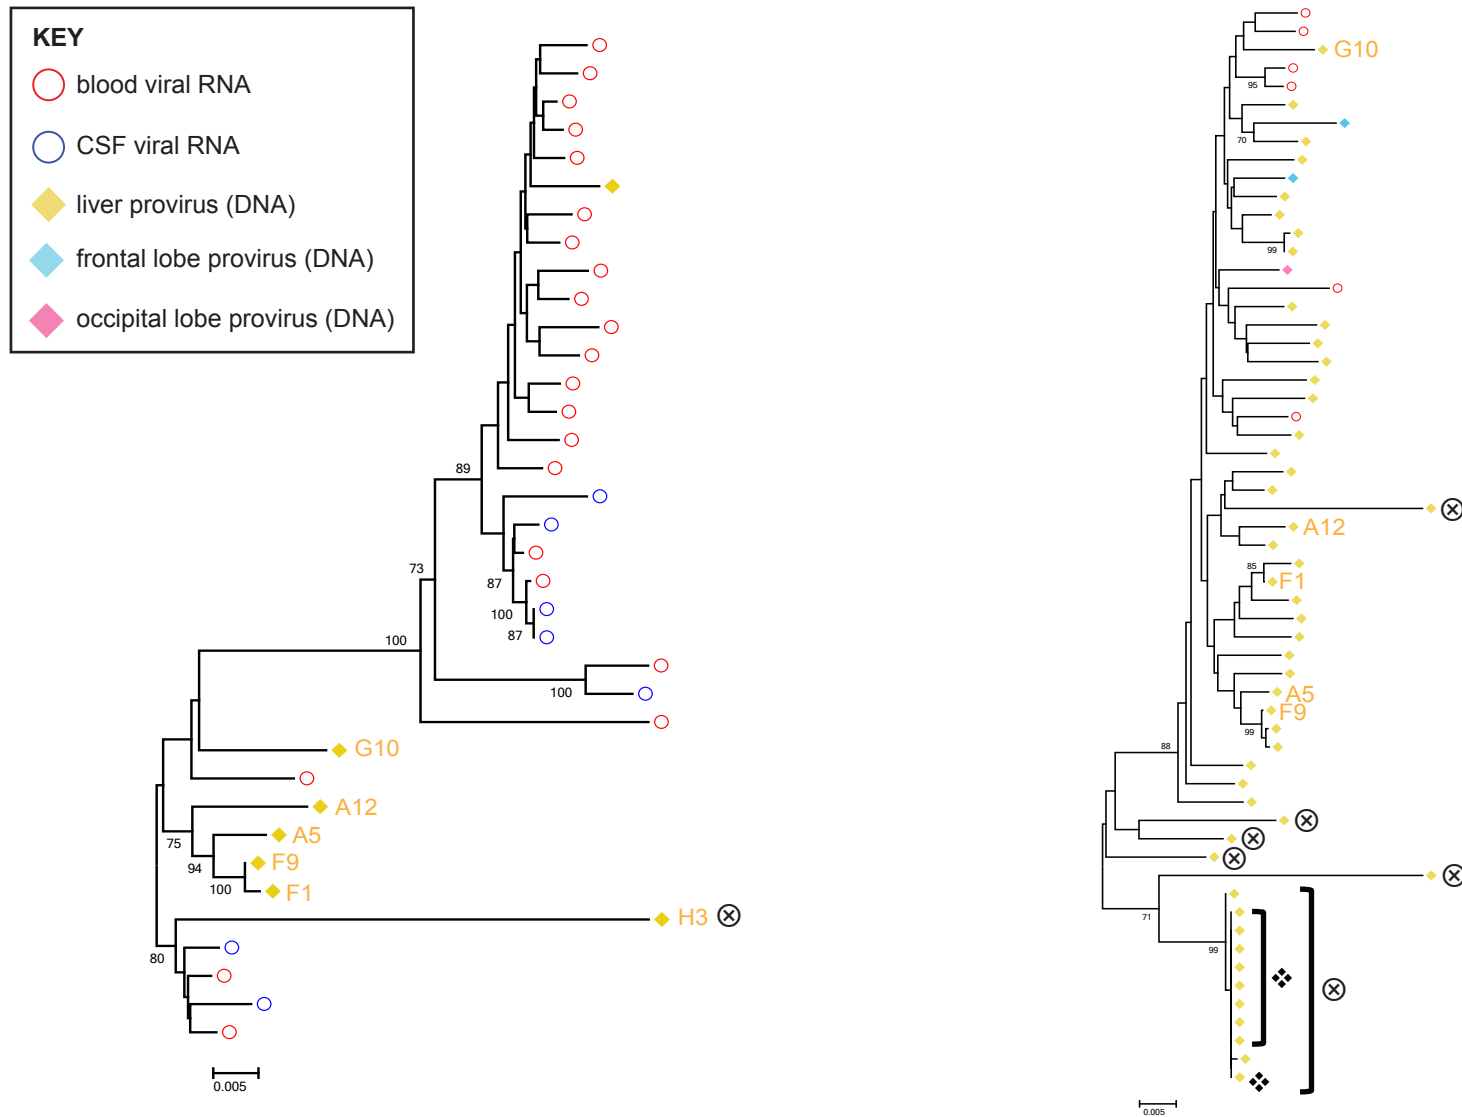 KEY
blood viral RNA
CSF viral RNA
liver provirus (DNA)
frontal lobe provirus (DNA)
occipital lobe provirus (DNA)
89
87
100
87
73
100
100
G10
A12
75
A5
94
F9
100
F1
H3
80
0.005
G10
95
70
99
A12
85
F1
A5
F9
99
88
71
99
0.005